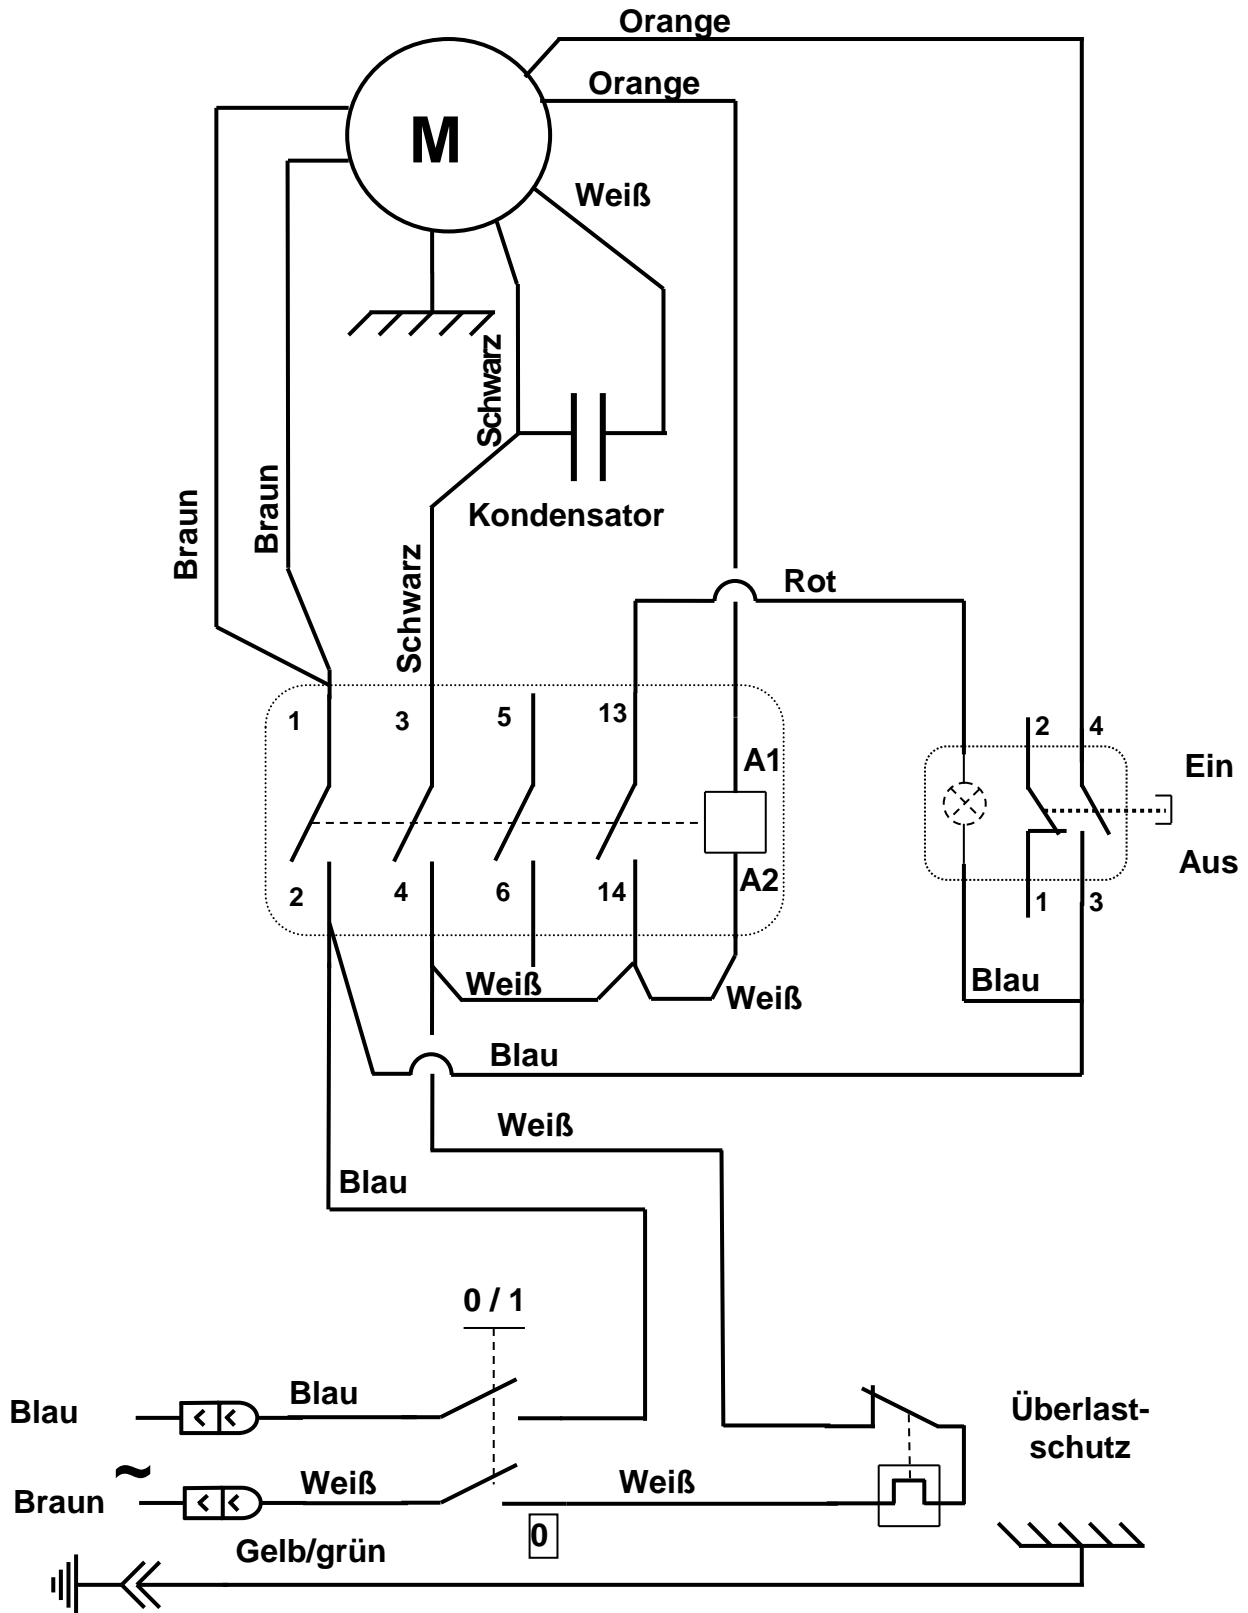 Orange
Orange
M
Weiß
Schwarz
Braun
Braun
Kondensator
Schwarz
Rot
1
3
5
13
A1
2
4
Ein
2
4
6
14
A2
1
3
Aus
Weiß
Weiß
Blau
Blau
Weiß
Blau
0 / 1
Blau
Blau
Überlast-
schutz
~
Braun
Weiß
Weiß
0
Gelb/grün